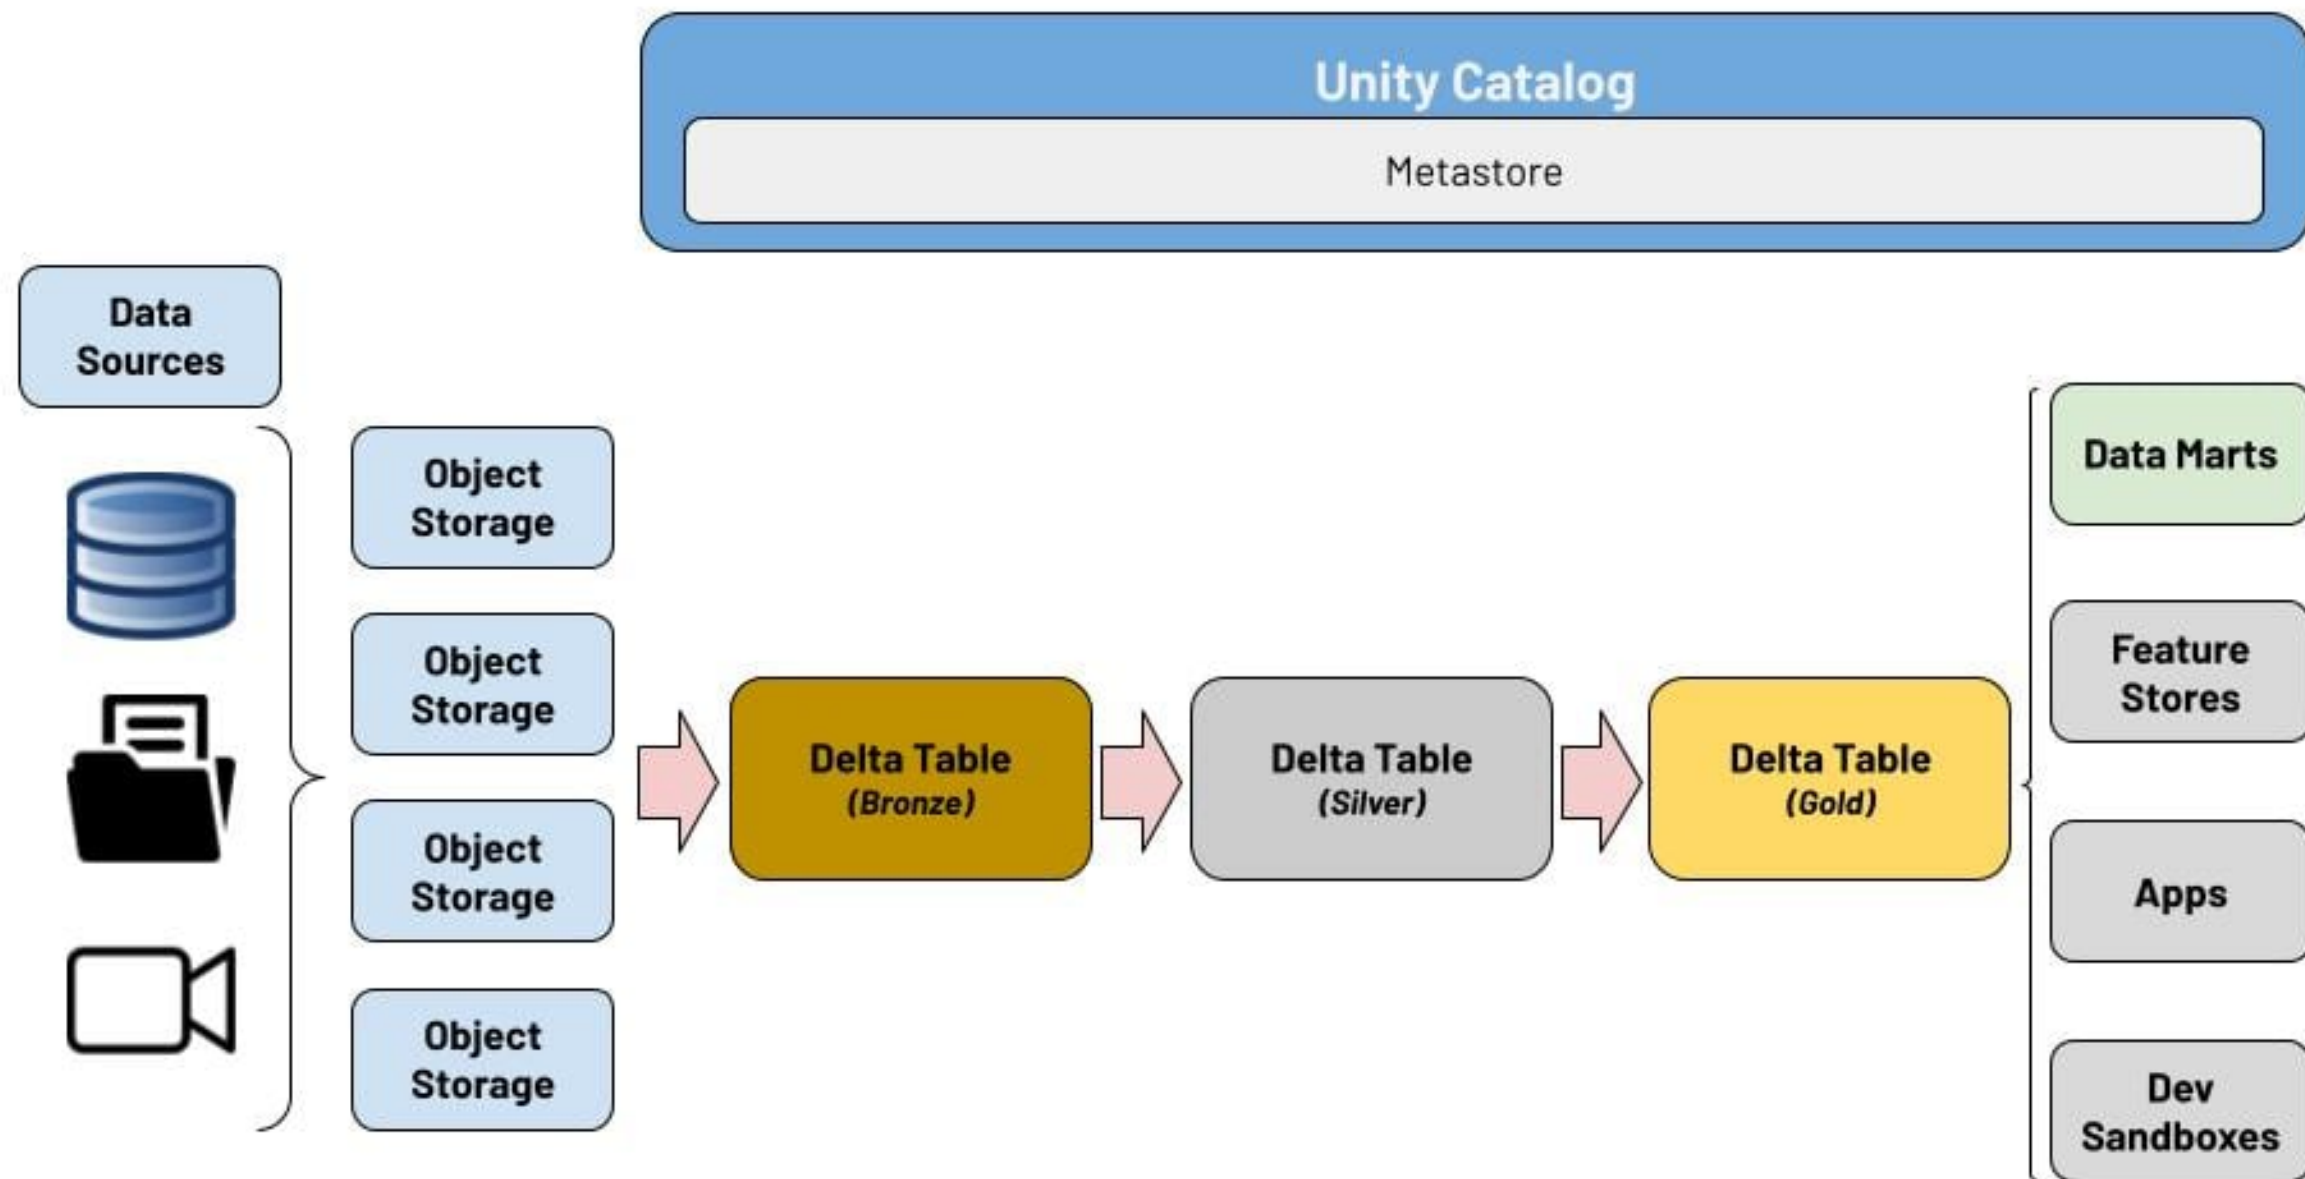 Unity Catalog
Metastore
Data
Sources
Object
Storage
Object
Storage
Object
Storage
Object
Storage
Delta Table
(Bronze)
Delta Table
(Silver)
Delta Table
(Gold)
Data Marts
Feature
Stores
Apps
Dev
Sandboxes